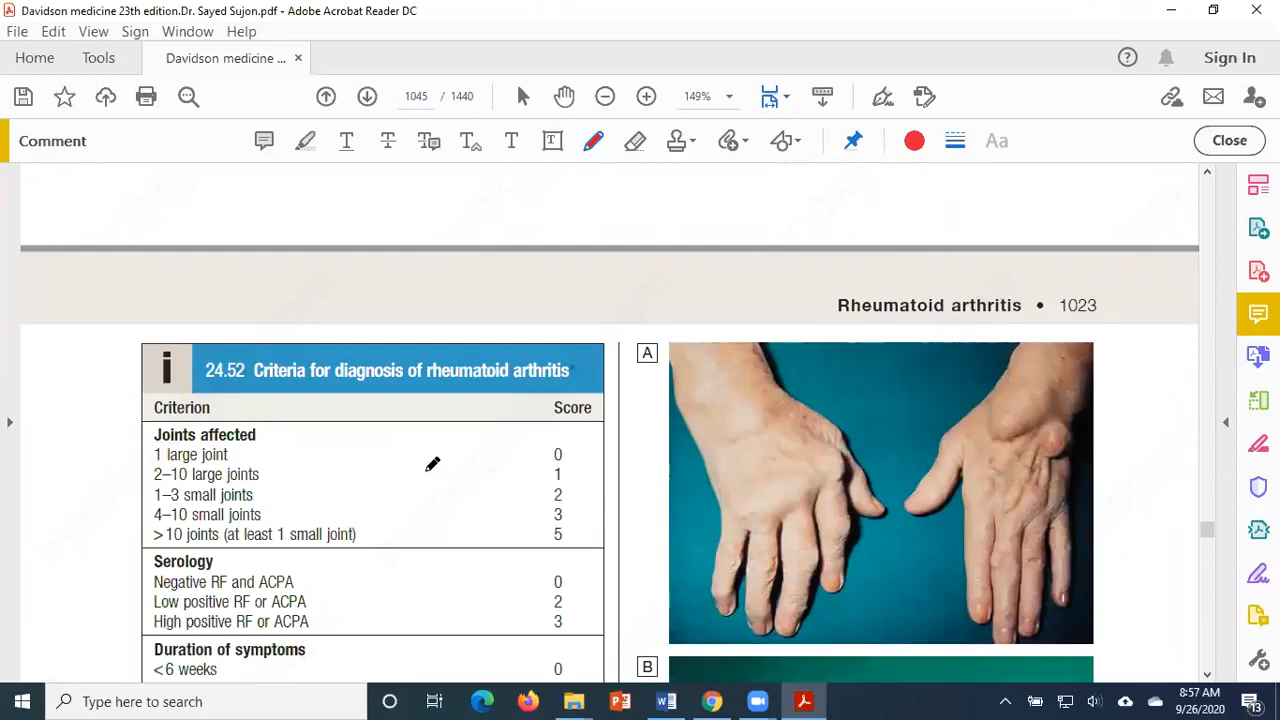 Davidson medicine 23th edition.Dr. Sayed Sujon.pdf - Adobe Acrobat Reader DC
File Edit View Sign Window Help
Home Tools Davidson medicine ... × Sign In
1045 / 1440 149%
Comment Aa Close
Rheumatoid arthritis • 1023
i 24.52 Criteria for diagnosis of rheumatoid arthritis
Criterion Score
Joints affected
1 large joint 0
2–10 large joints 1
1–3 small joints 2
4–10 small joints 3
>10 joints (at least 1 small joint) 5
Serology
Negative RF and ACPA 0
Low positive RF or ACPA 2
High positive RF or ACPA 3
Duration of symptoms
<6 weeks 0
A
B
Type here to search
8:57 AM
9/26/2020
13